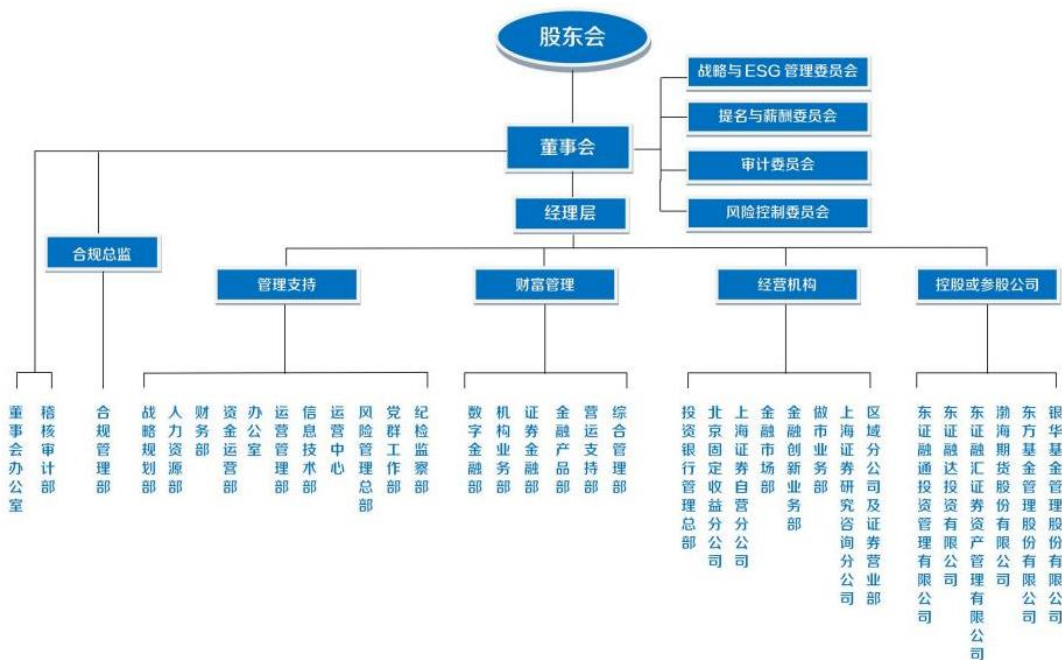 股东会
战略与ESG管理委员会
提名与薪酬委员会
董事会
审计委员会
经理层
风险控制委员会
合规总监
管理支持
财富管理
经营机构
控股或参股公司
董事会办公室
稽核审计部
合规管理部
战略规划部
人力资源部
财务部
资金运营部
办公室
运营管理部
信息技术部
运营中心
风险管理总部
党群工作部
纪检监察部
数字金融部
机构业务部
证券金融部
金融产品部
营运支持部
综合管理部
投资银行管理总部
北京固定收益分公司
上海证券自营分公司
金融市场部
金融创新业务部
做市业务部
上海证券研究咨询分公司
区域分公司及证券营业部
东证融通投资管理有限公司
东证融达投资有限公司
东证融汇证券资产管理有限公司
渤海期货股份有限公司
东方基金管理股份有限公司
银华基金管理股份有限公司